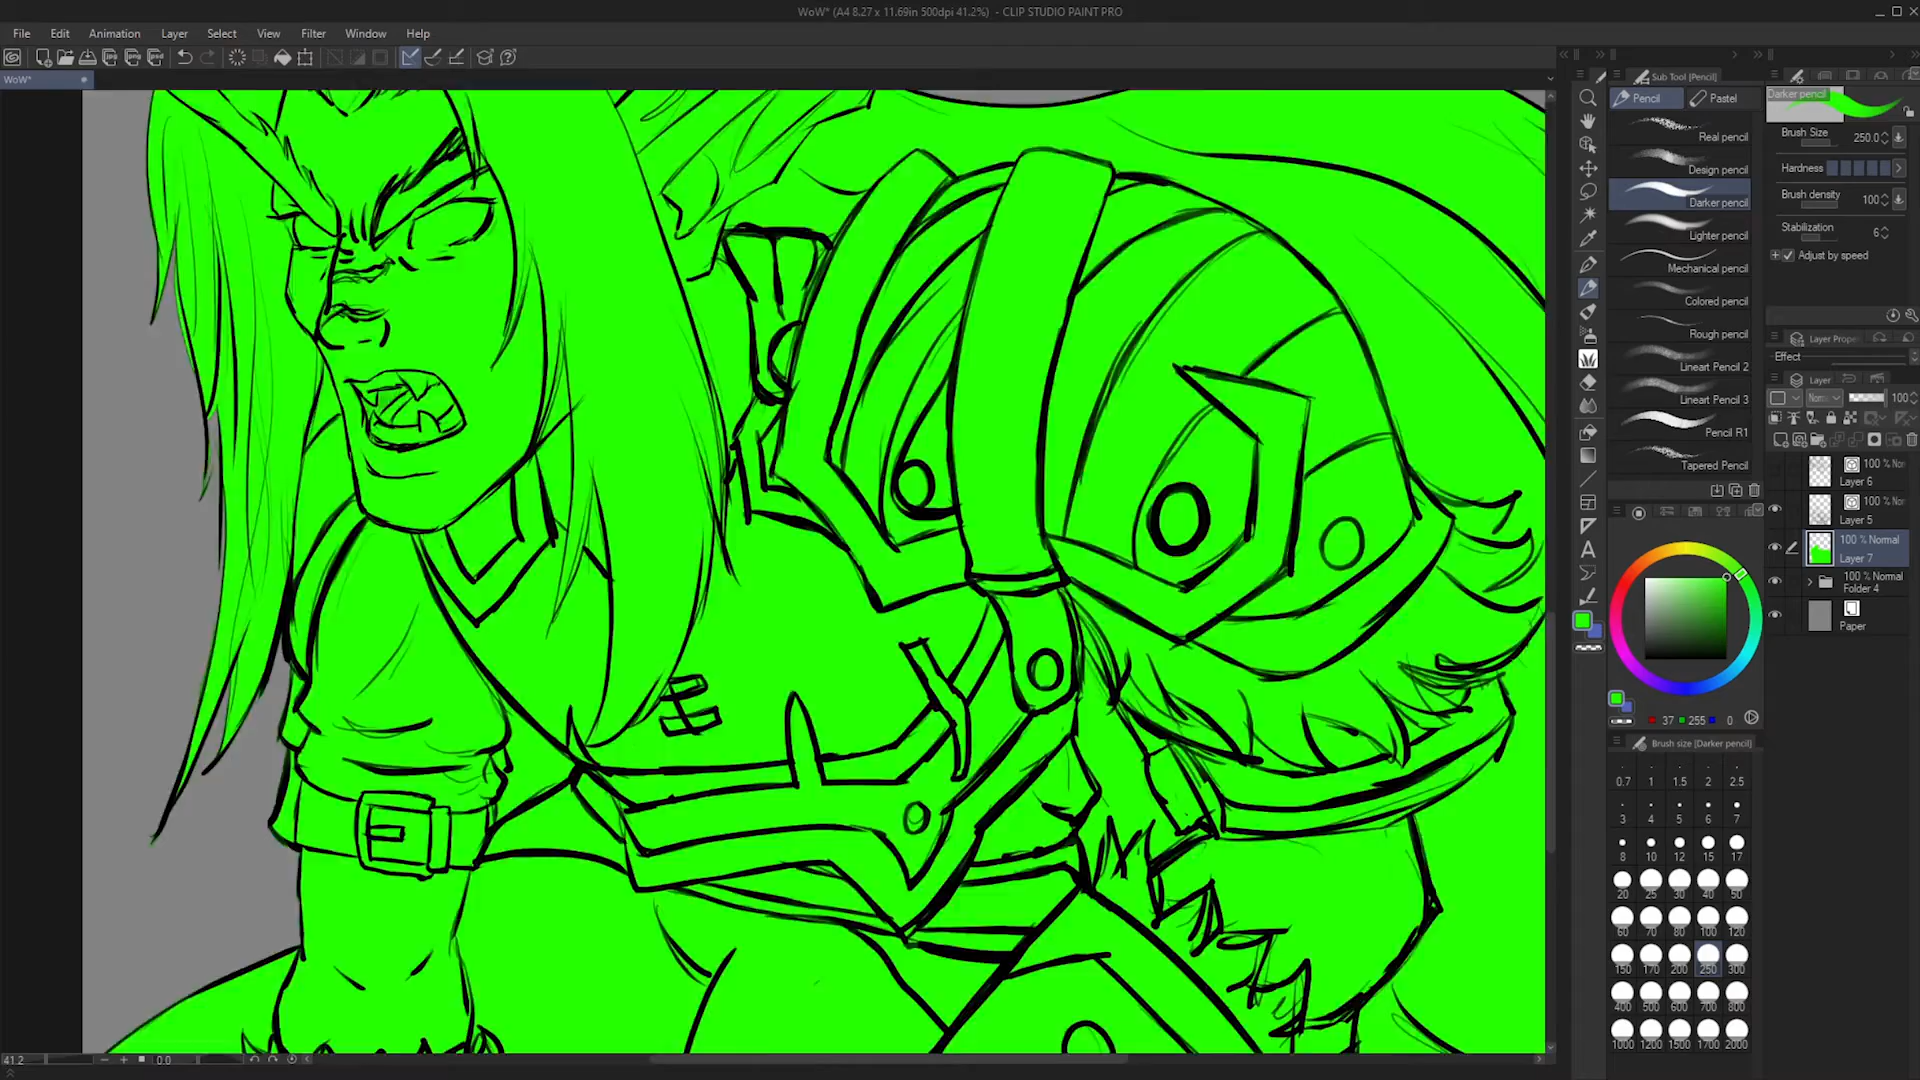 WoW* (A4 8.27 x 11.69in 500dpi 41.2%) - CLIP STUDIO PAINT PRO
File Edit Animation Layer Select View Filter Window Help
WoW*
Sub Tool [Pencil]
Pencil Pastel
Real pencil
Design pencil
Darker pencil
Lighter pencil
Mechanical pencil
Colored pencil
Rough pencil
Lineart Pencil 2
Lineart Pencil 3
Pencil R1
Tapered Pencil
Darker pencil
Brush Size 250.0
Hardness
Brush density 100
Stabilization 6
Adjust by speed
Layer Prope
Effect
Layer
100
100 % Nor
Layer 6
100 % Nor
Layer 5
100 % Normal
Layer 7
100 % Normal
Folder 4
Paper
37 255 0
Brush size [Darker pencil]
0.7 1 1.5 2 2.5
3 4 5 6 7
8 10 12 15 17
20 25 30 40 50
60 70 80 100 120
150 170 200 250 300
400 500 600 700 800
1000 1200 1500 1700 2000
41.2 0.0